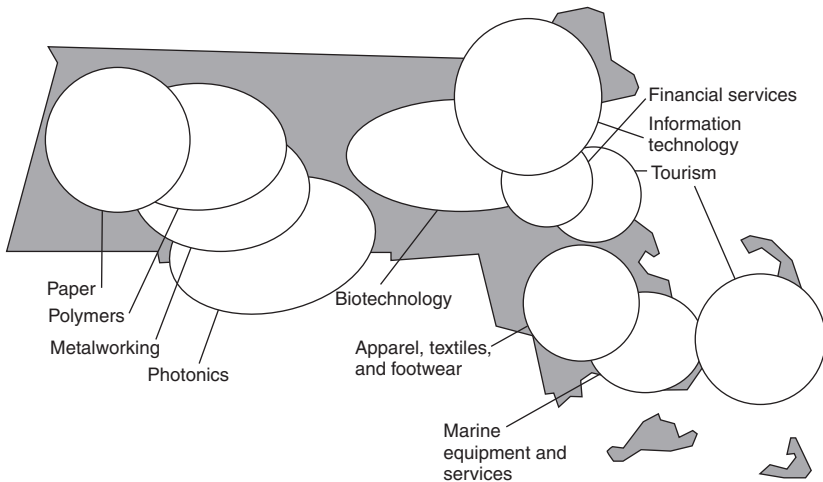 Financial services
Information
technology
Tourism
Paper
Polymers
Metalworking
Photonics
Biotechnology
Apparel, textiles,
and footwear
Marine
equipment and
services